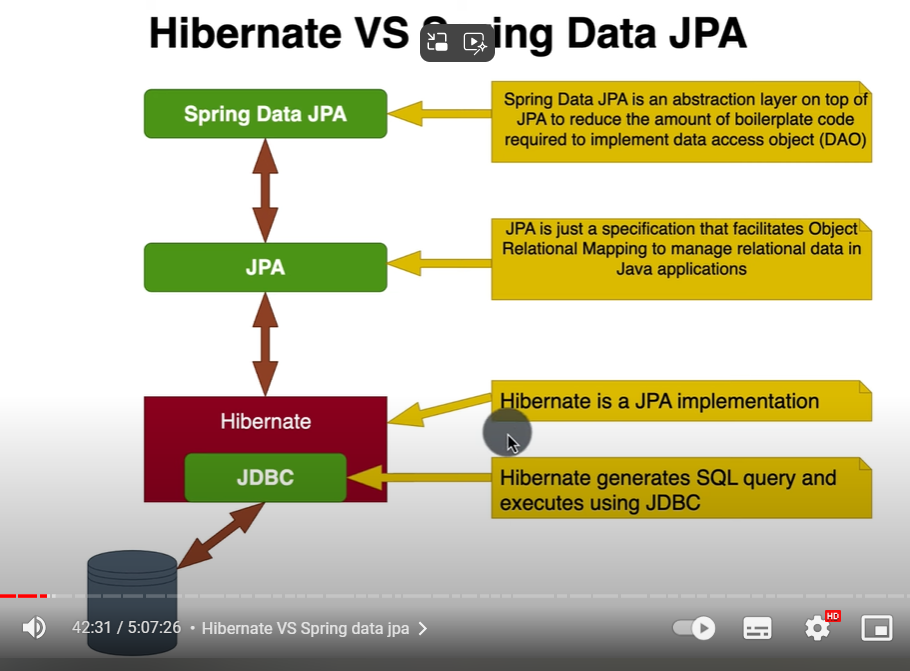 Hibernate VS Spring Data JPA
Spring Data JPA
Spring Data JPA is an abstraction layer on top of
JPA to reduce the amount of boilerplate code
required to implement data access object (DAO)
JPA
JPA is just a specification that facilitates Object
Relational Mapping to manage relational data in
Java applications
Hibernate
Hibernate is a JPA implementation
JDBC
Hibernate generates SQL query and
executes using JDBC
42:31 / 5:07:26 • Hibernate VS Spring data jpa
HD